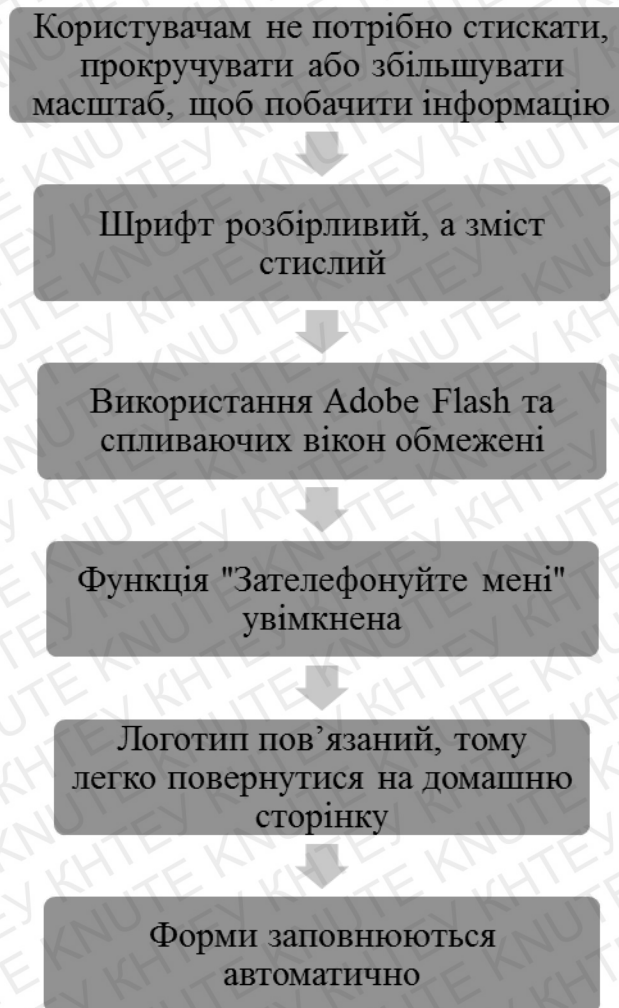 Користувачам не потрібно стискати,
прокручувати або збільшувати
масштаб, щоб побачити інформацію
Шрифт розбірливий, а зміст
стислий
Використання Adobe Flash та
спливаючих вікон обмежені
Функція "Зателефонуйте мені"
увімкнена
Логотип пов’язаний, тому
легко повернутися на домашню
сторінку
Форми заповнюються
автоматично